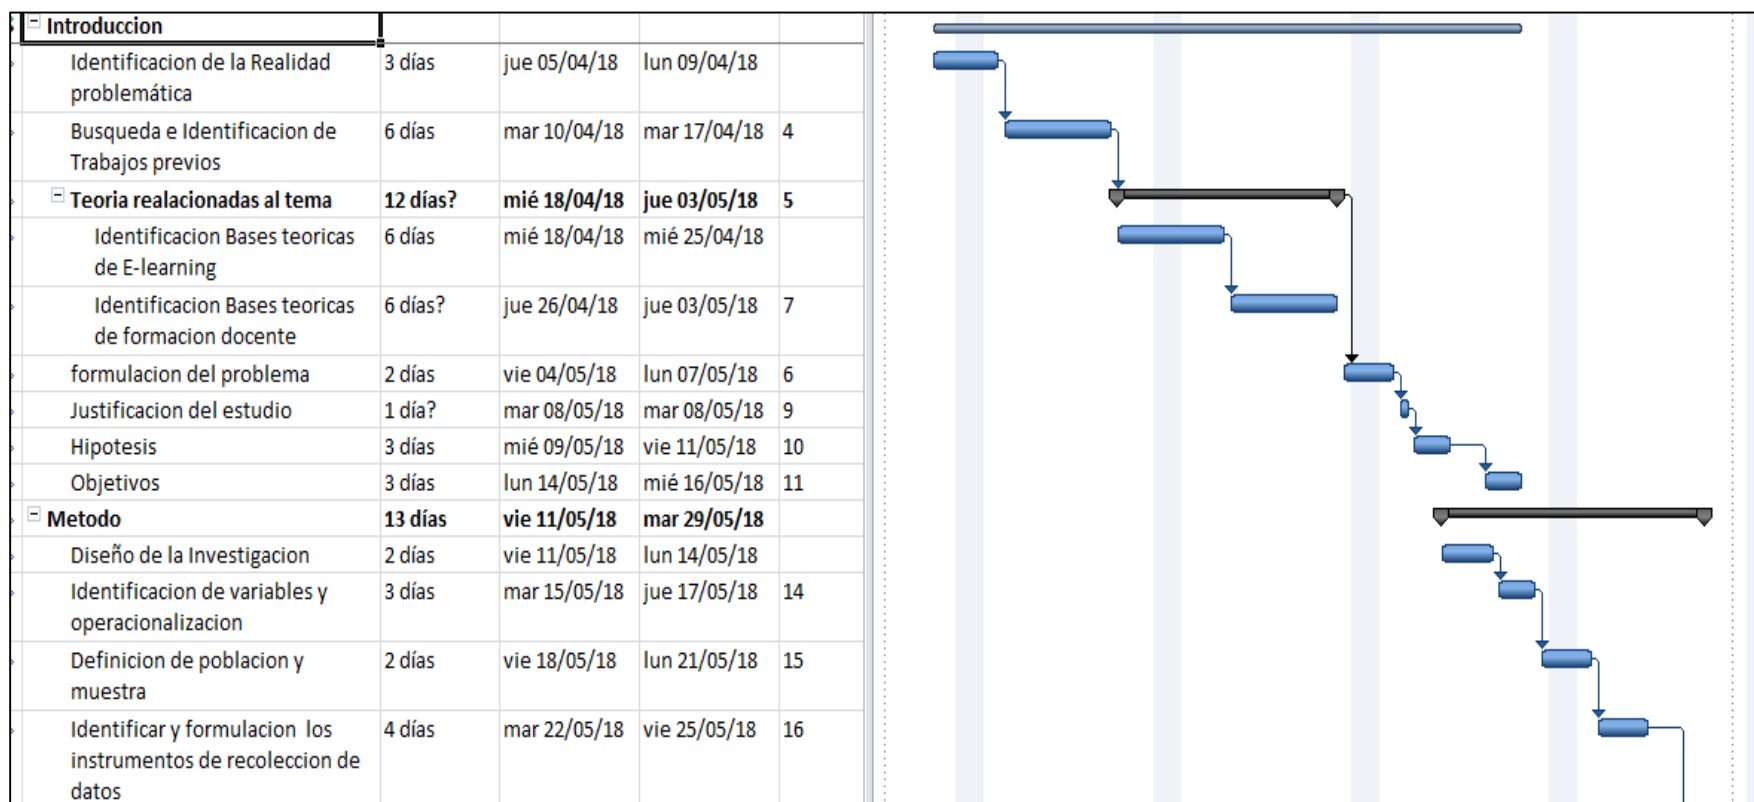 Introduccion
Identificacion de la Realidad 3 días jue 05/04/18 lun 09/04/18
problemática
Busqueda e Identificacion de 6 días mar 10/04/18 mar 17/04/18 4
Trabajos previos
Teoria realacionadas al tema 12 días? mié 18/04/18 jue 03/05/18 5
Identificacion Bases teoricas 6 días mié 18/04/18 mié 25/04/18
de E-learning
Identificacion Bases teoricas 6 días? jue 26/04/18 jue 03/05/18 7
de formacion docente
formulacion del problema 2 días vie 04/05/18 lun 07/05/18 6
Justificacion del estudio 1 día? mar 08/05/18 mar 08/05/18 9
Hipotesis 3 días mié 09/05/18 vie 11/05/18 10
Objetivos 3 días lun 14/05/18 mié 16/05/18 11
Metodo 13 días vie 11/05/18 mar 29/05/18
Diseño de la Investigacion 2 días vie 11/05/18 lun 14/05/18
Identificacion de variables y 3 días mar 15/05/18 jue 17/05/18 14
operacionalizacion
Definicion de poblacion y 2 días vie 18/05/18 lun 21/05/18 15
muestra
Identificar y formulacion los 4 días mar 22/05/18 vie 25/05/18 16
instrumentos de recoleccion de
datos